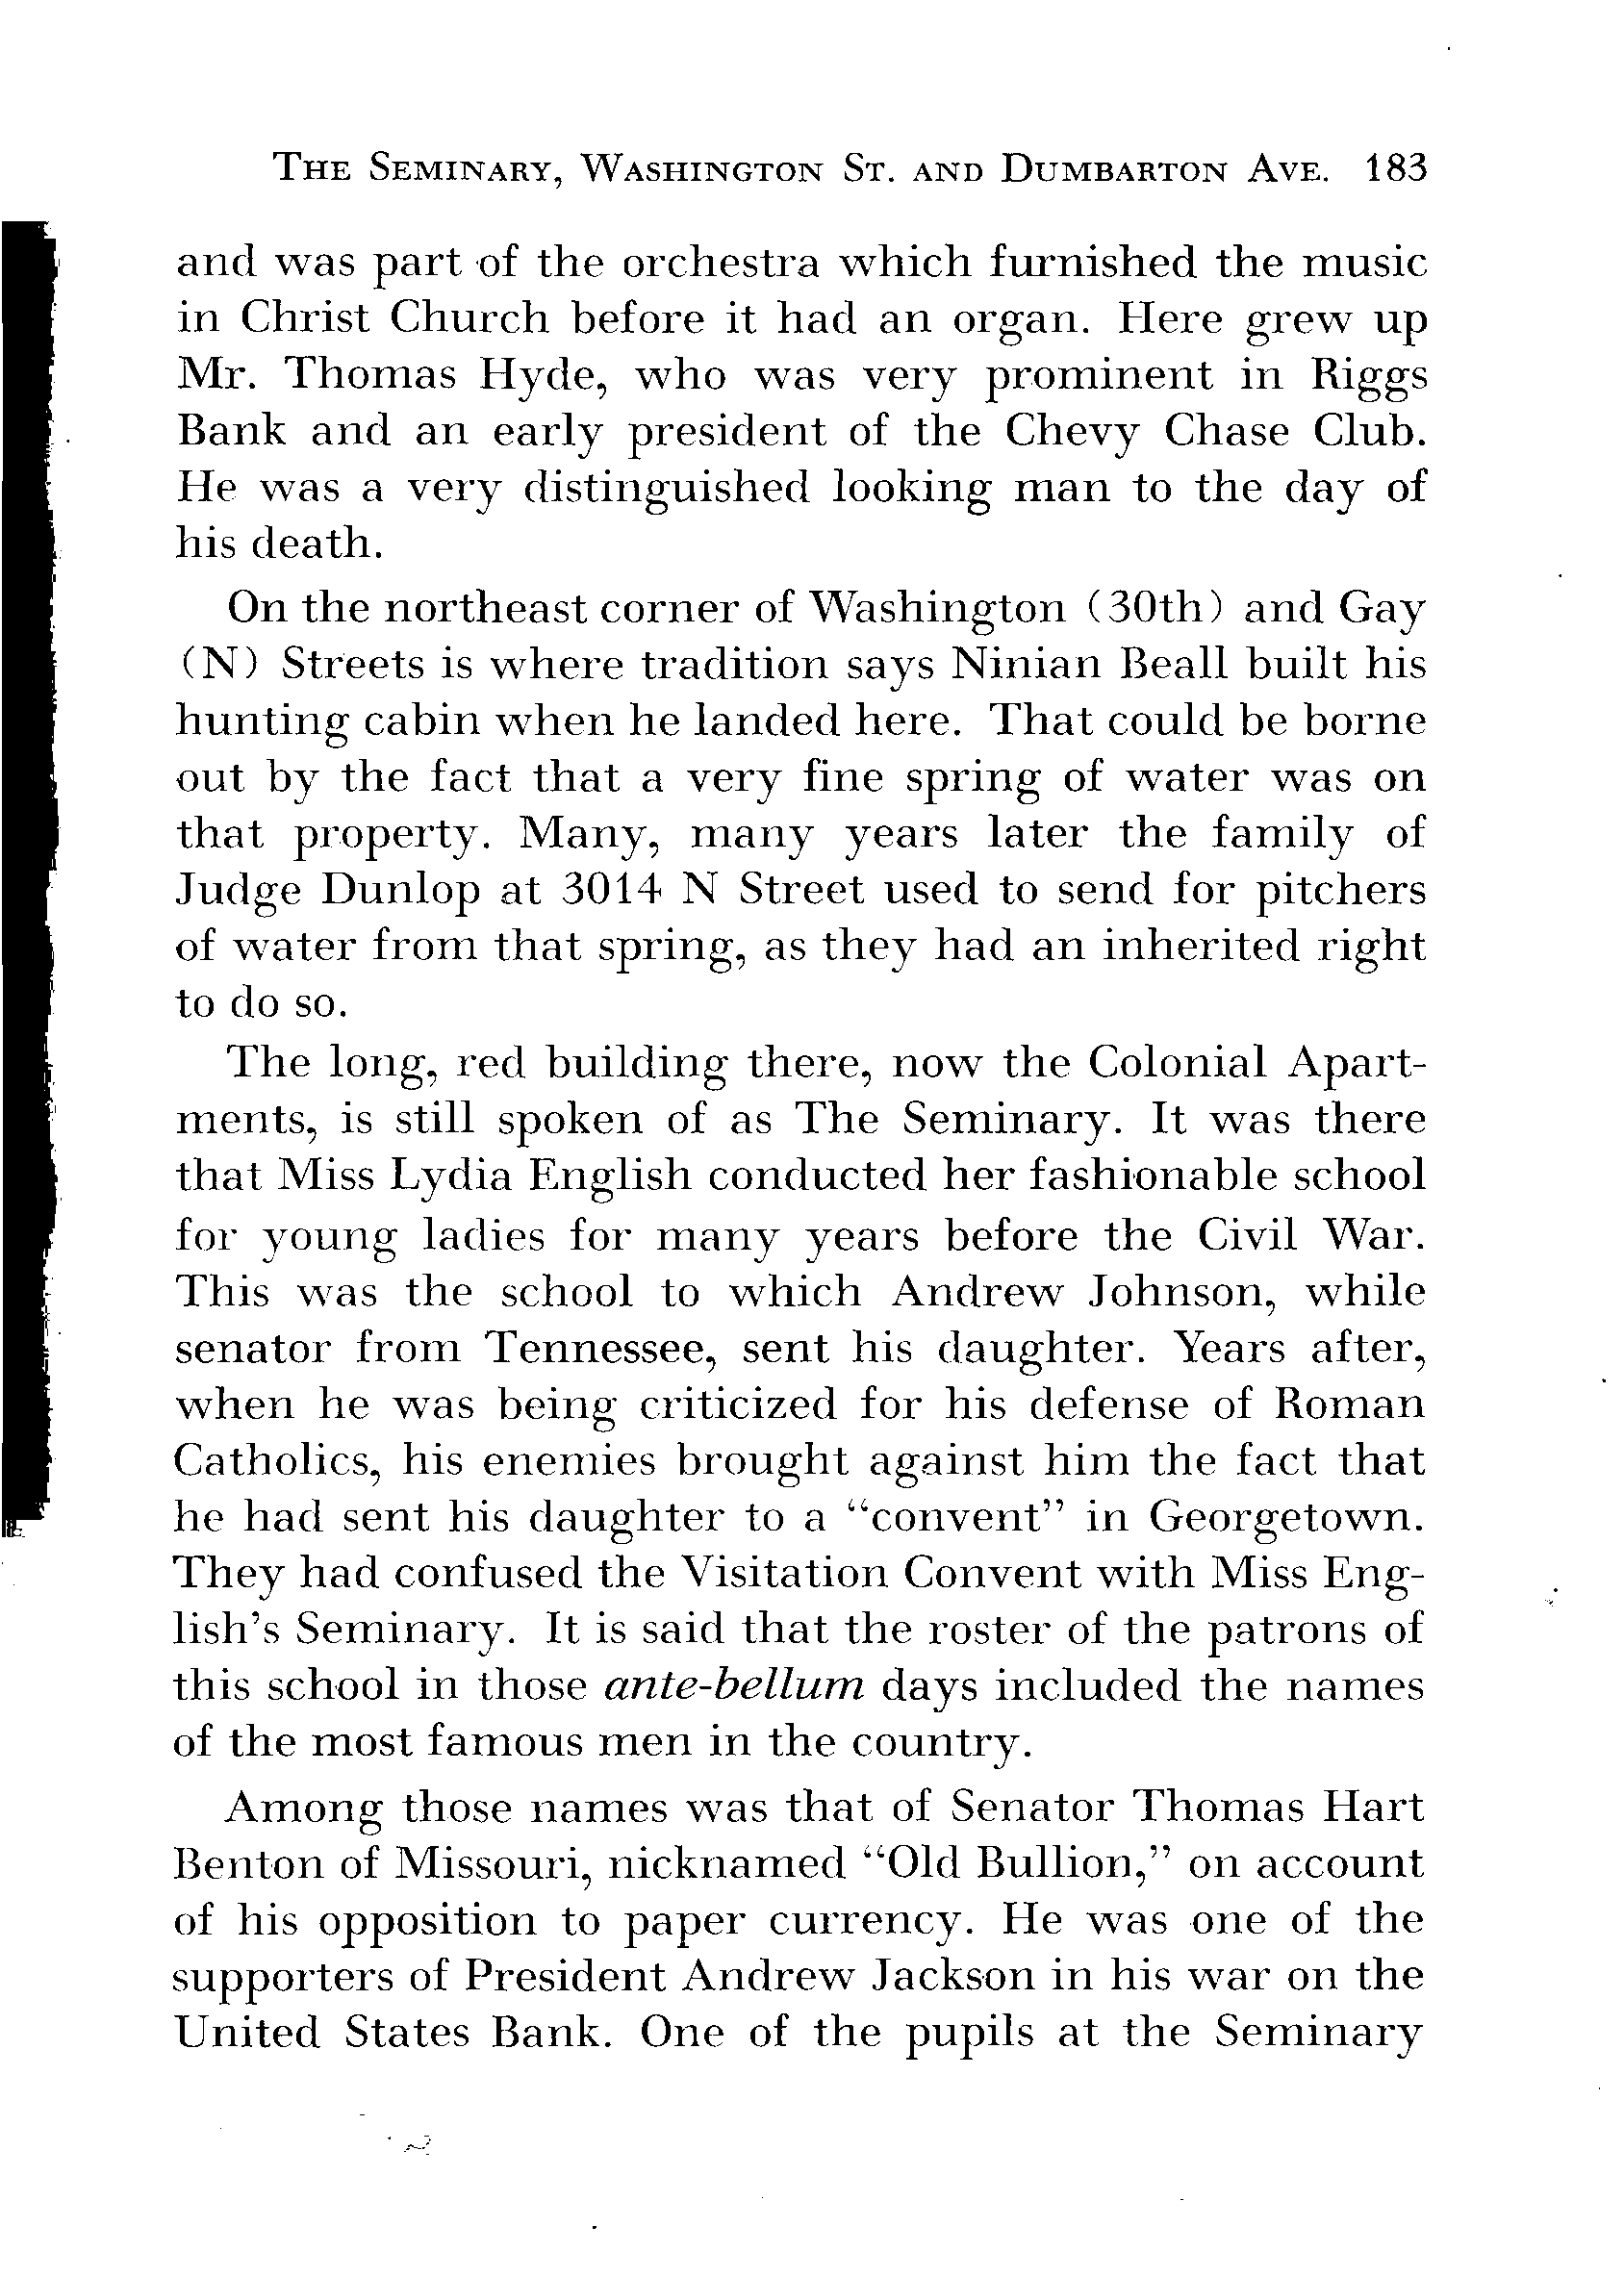 THE SEMINARY, WASHINGTON ST. AND DUMBARTON AVE. 183
and was part of the orchestra which furnished the music
in Christ Church before it had an organ. Here grew up
Mr. Thomas Hyde, who was very prominent in Riggs
Bank and an early president of the Chevy Chase Club.
He was a very distinguished looking man to the day of
his death.
On the northeast corner of Washington (30th) and Gay
(N) Streets is where tradition says Ninian Beall built his
hunting cabin when he landed here. That could be borne
out by the fact that a very fine spring of water was on
that property. Many, many years later the family of
Judge Dunlop at 3014 N Street used to send for pitchers
of water from that spring, as they had an inherited right
to do so.
The long, red building there, now the Colonial Apart-
ments, is still spoken of as The Seminary. It was there
that Miss Lydia English conducted her fashionable school
for young ladies for many years before the Civil War.
This was the school to which Andrew Johnson, while
senator from Tennessee, sent his daughter. Years after,
when he was being criticized for his defense of Roman
Catholics, his enemies brought against him the fact that
he had sent his daughter to a “convent” in Georgetown.
They had confused the Visitation Convent with Miss Eng-
lish’s Seminary. It is said that the roster of the patrons of
this school in those ante-bellum days included the names
of the most famous men in the country.
Among those names was that of Senator Thomas Hart
Benton of Missouri, nicknamed “Old Bullion,” on account
of his opposition to paper currency. He was one of the
supporters of President Andrew Jackson in his war on the
United States Bank. One of the pupils at the Seminary